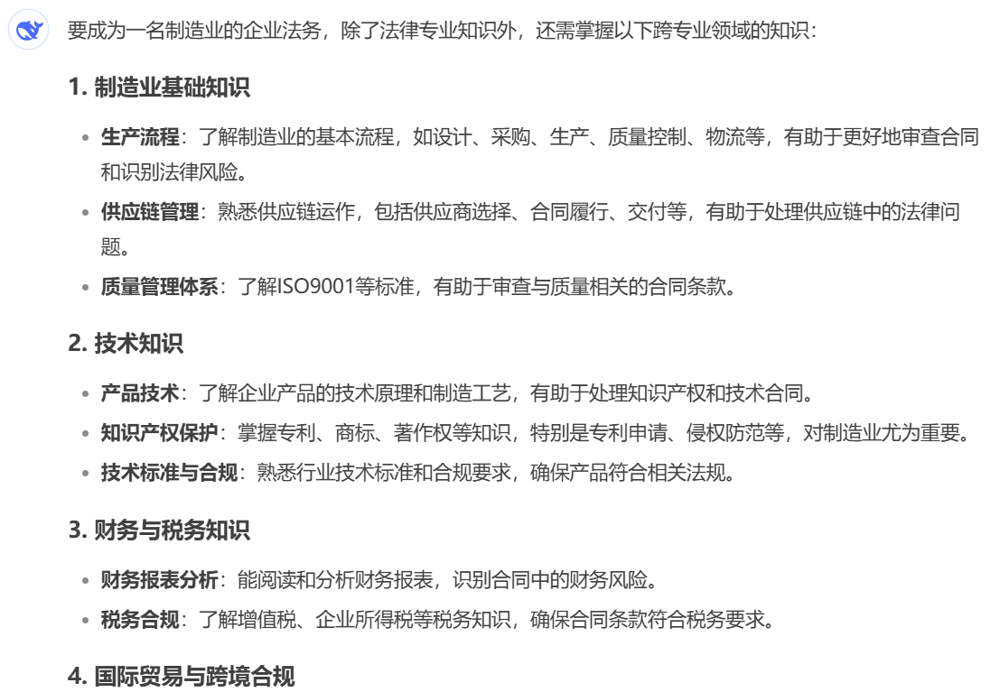 要成为一名制造业的企业法务，除了法律专业知识外，还需掌握以下跨专业领域的知识：
1. 制造业基础知识
• 生产流程：了解制造业的基本流程，如设计、采购、生产、质量控制、物流等，有助于更好地审查合同
和识别法律风险。
• 供应链管理：熟悉供应链运作，包括供应商选择、合同履行、交付等，有助于处理供应链中的法律问
题。
• 质量管理体系：了解ISO9001等标准，有助于审查与质量相关的合同条款。
2. 技术知识
• 产品技术：了解企业产品的技术原理和制造工艺，有助于处理知识产权和技术合同。
• 知识产权保护：掌握专利、商标、著作权等知识，特别是专利申请、侵权防范等，对制造业尤为重要。
• 技术标准与合规：熟悉行业技术标准和合规要求，确保产品符合相关法规。
3. 财务与税务知识
• 财务报表分析：能阅读和分析财务报表，识别合同中的财务风险。
• 税务合规：了解增值税、企业所得税等税务知识，确保合同条款符合税务要求。
4. 国际贸易与跨境合规